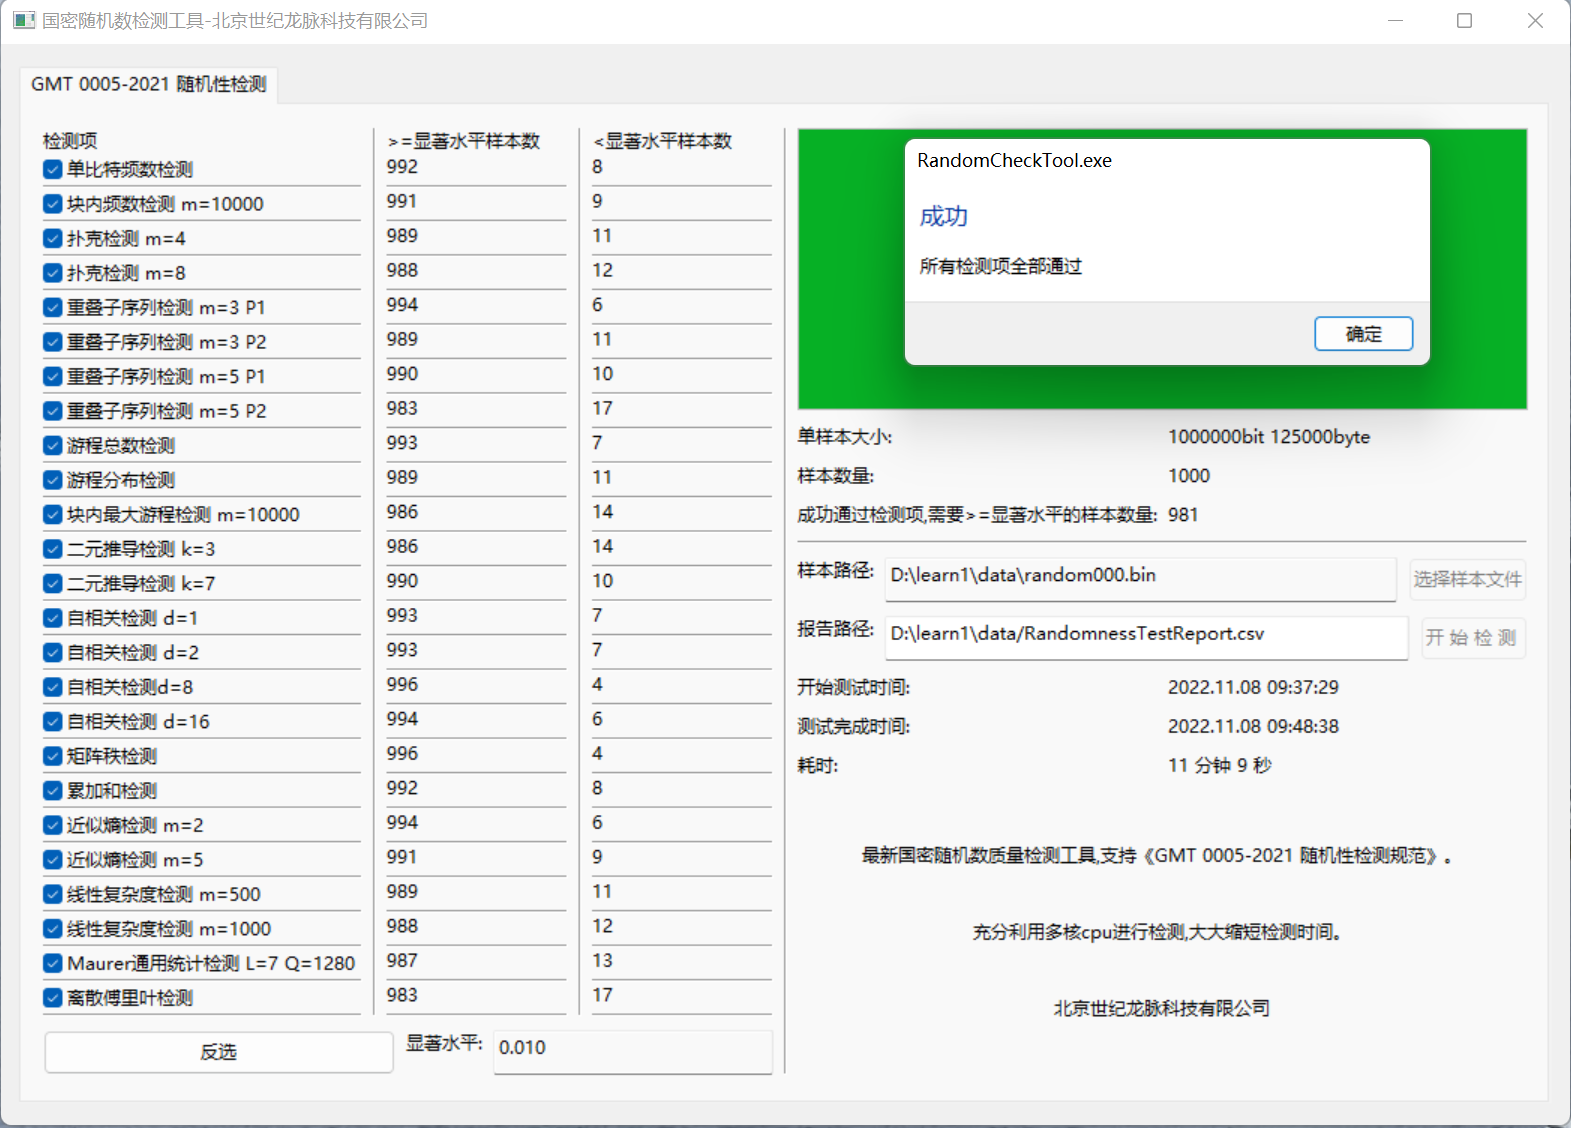 国密随机数检测工具-北京世纪龙脉科技有限公司
GMT 0005-2021 随机性检测
检测项 >=显著水平样本数 <显著水平样本数
单比特频数检测 992 8
块内频数检测 m=10000 991 9
扑克检测 m=4 989 11
扑克检测 m=8 988 12
重叠子序列检测 m=3 P1 994 6
重叠子序列检测 m=3 P2 989 11
重叠子序列检测 m=5 P1 990 10
重叠子序列检测 m=5 P2 983 17
游程总数检测 993 7
游程分布检测 989 11
块内最大游程检测 m=10000 986 14
二元推导检测 k=3 986 14
二元推导检测 k=7 990 10
自相关检测 d=1 993 7
自相关检测 d=2 993 7
自相关检测d=8 996 4
自相关检测 d=16 994 6
矩阵秩检测 996 4
累加和检测 992 8
近似熵检测 m=2 994 6
近似熵检测 m=5 991 9
线性复杂度检测 m=500 989 11
线性复杂度检测 m=1000 988 12
Maurer通用统计检测 L=7 Q=1280 987 13
离散傅里叶检测 983 17
反选 显著水平: 0.010
RandomCheckTool.exe
成功
所有检测项全部通过
确定
单样本大小: 1000000bit 125000byte
样本数量: 1000
成功通过检测项,需要>=显著水平的样本数量: 981
样本路径: D:\learn1\data\random000.bin 选择样本文件
报告路径: D:\learn1\data/RandomnessTestReport.csv 开 始 检 测
开始测试时间: 2022.11.08 09:37:29
测试完成时间: 2022.11.08 09:48:38
耗时: 11 分钟 9 秒
最新国密随机数质量检测工具,支持《GMT 0005-2021 随机性检测规范》。
充分利用多核cpu进行检测,大大缩短检测时间。
北京世纪龙脉科技有限公司